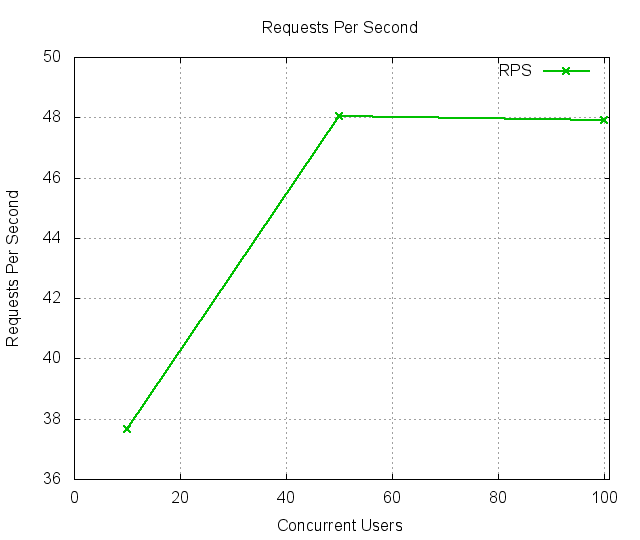 Requests Per Second
RPS
Requests Per Second
50
48
46
44
42
40
38
36
0 20 40 60 80 100
Concurrent Users